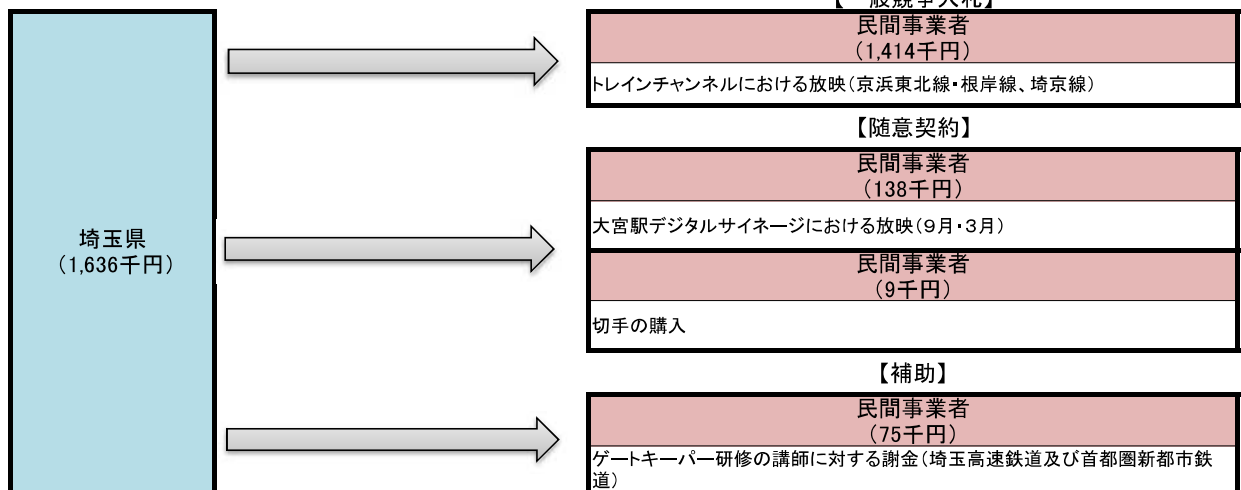 【一般競争入札】
民間事業者
(1,414千円)
トレインチャンネルにおける放映(京浜東北線・根岸線、埼京線)
【随意契約】
民間事業者
(138千円)
大宮駅デジタルサイネージにおける放映(9月・3月)
埼玉県
(1,636千円)
民間事業者
(9千円)
切手の購入
【補助】
民間事業者
(75千円)
ゲートキーパー研修の講師に対する謝金(埼玉高速鉄道及び首都圏新都市鉄
道)